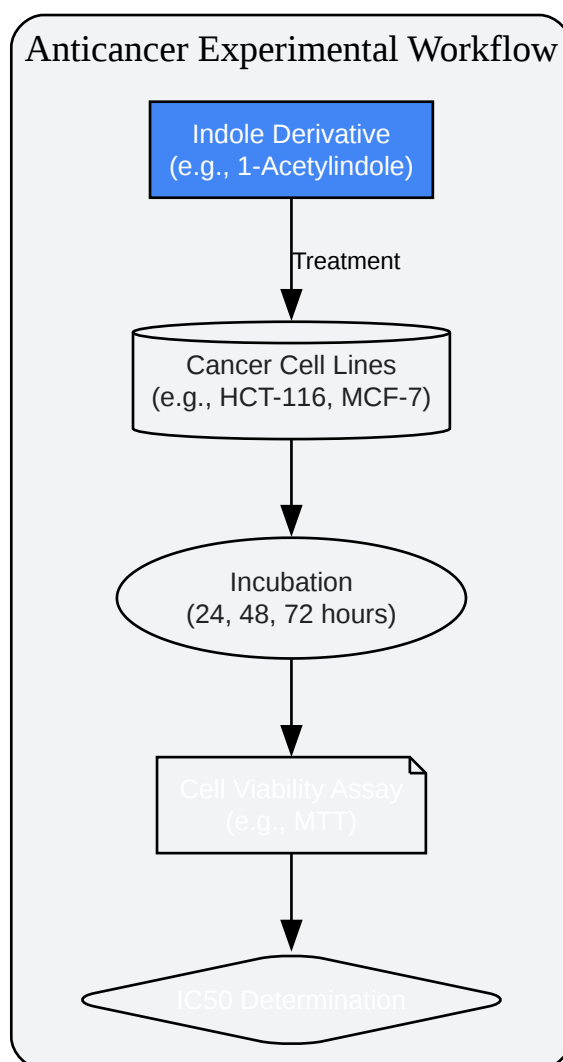 Anticancer Experimental Workflow
Indole Derivative
(e.g., 1-Acetylindole)
Treatment
Cancer Cell Lines
(e.g., HCT-116, MCF-7)
Incubation
(24, 48, 72 hours)
Cell Viability Assay
(e.g., MTT)
IC50 Determination